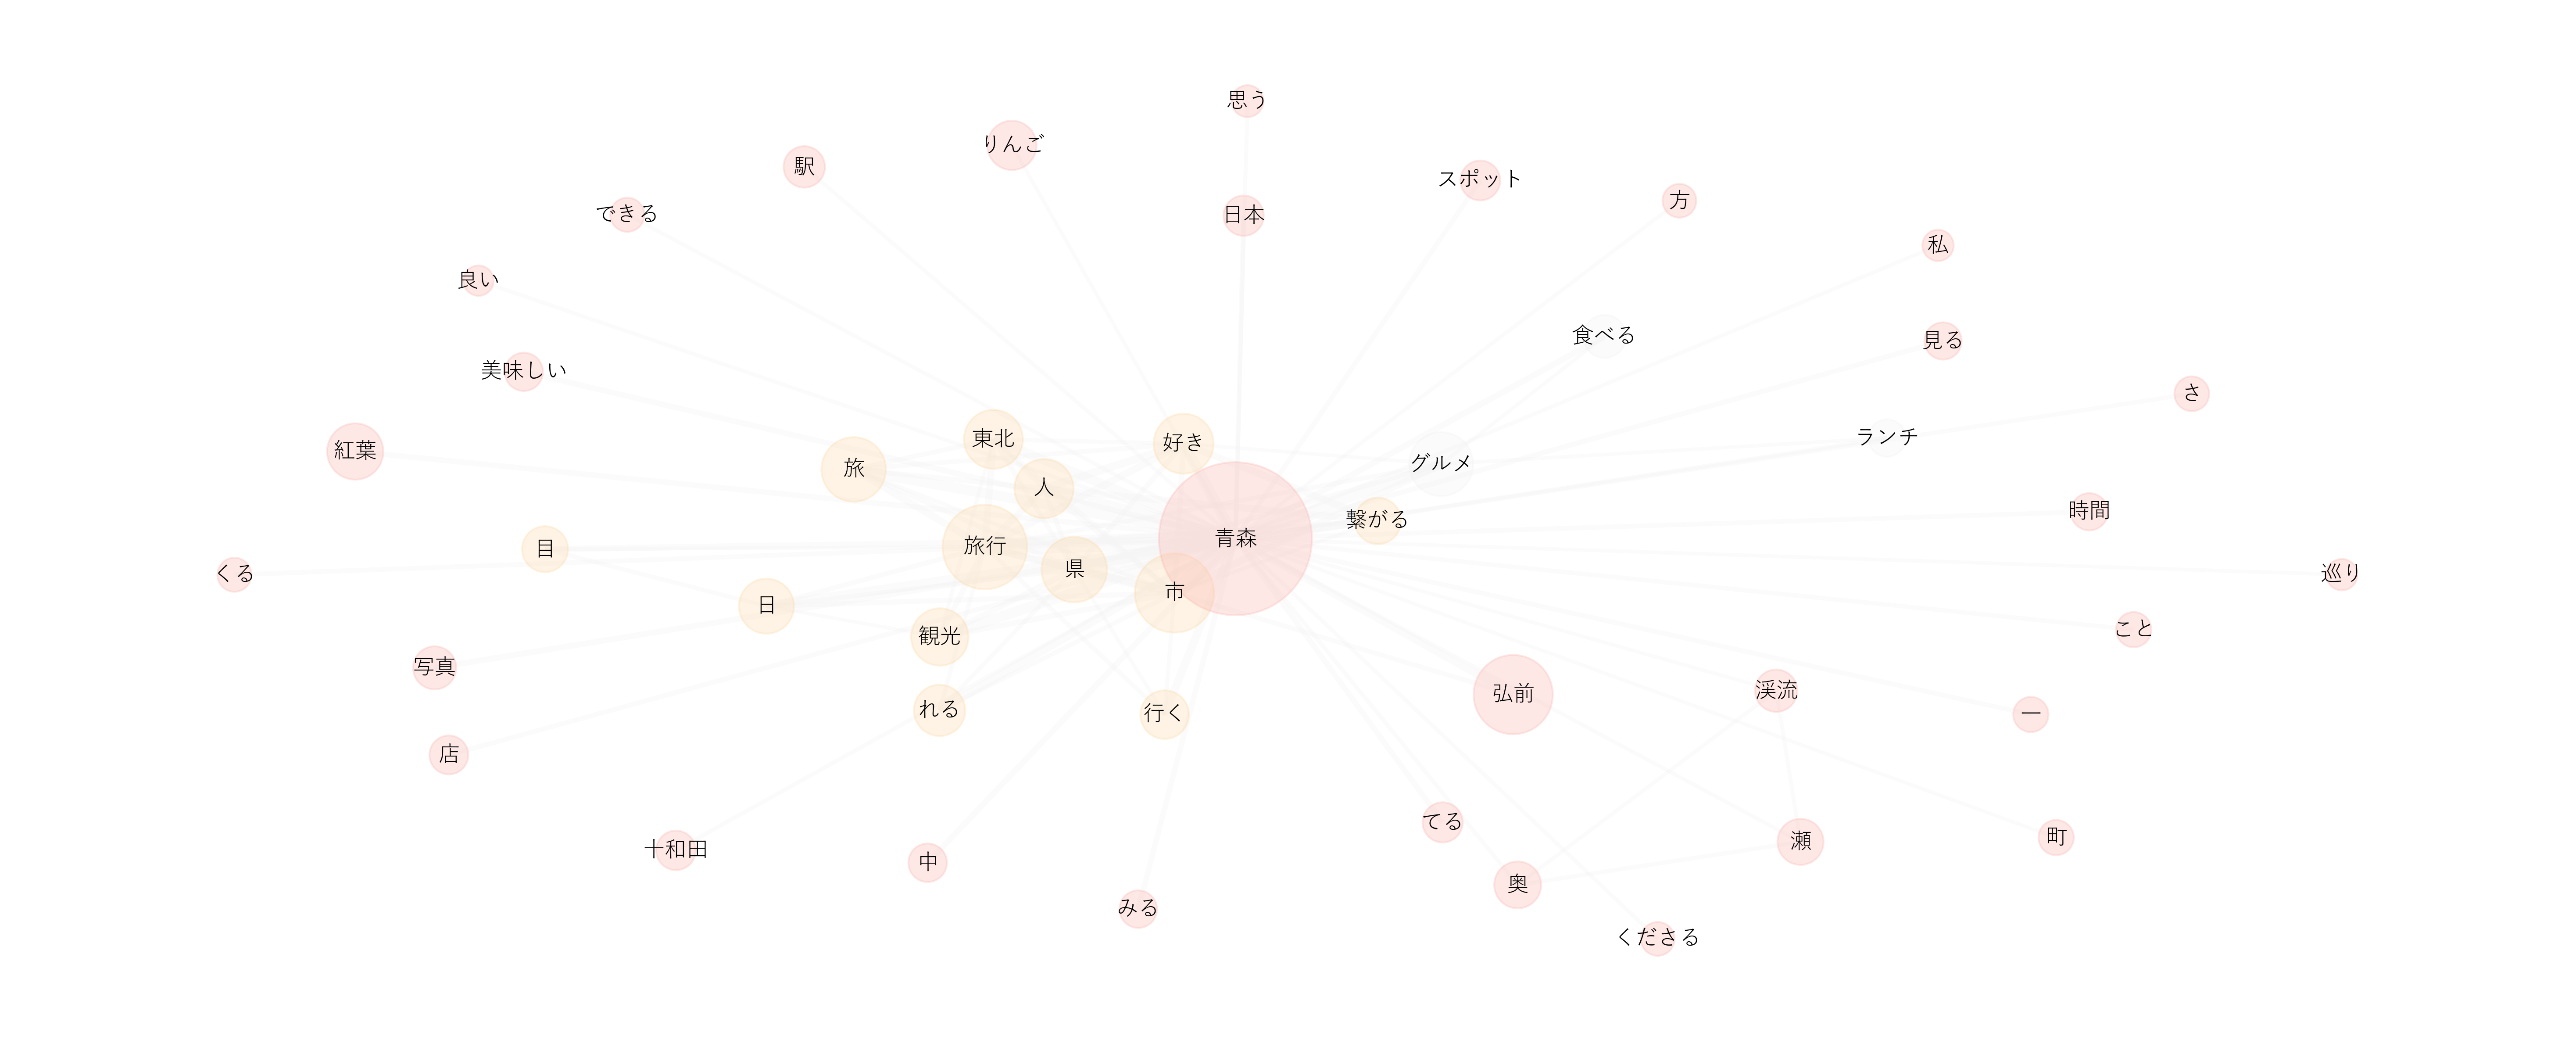 思う
りんご
駅
スポット
方
できる
日本
私
良い
食べる
見る
美味しい
さ
ランチ
東北
好き
紅葉
旅
グルメ
人
時間
繋がる
青森
旅行
目
県
くる
巡り
市
日
こと
観光
写真
渓流
弘前
れる
行く
一
店
町
てる
瀬
十和田
中
奥
みる
くださる